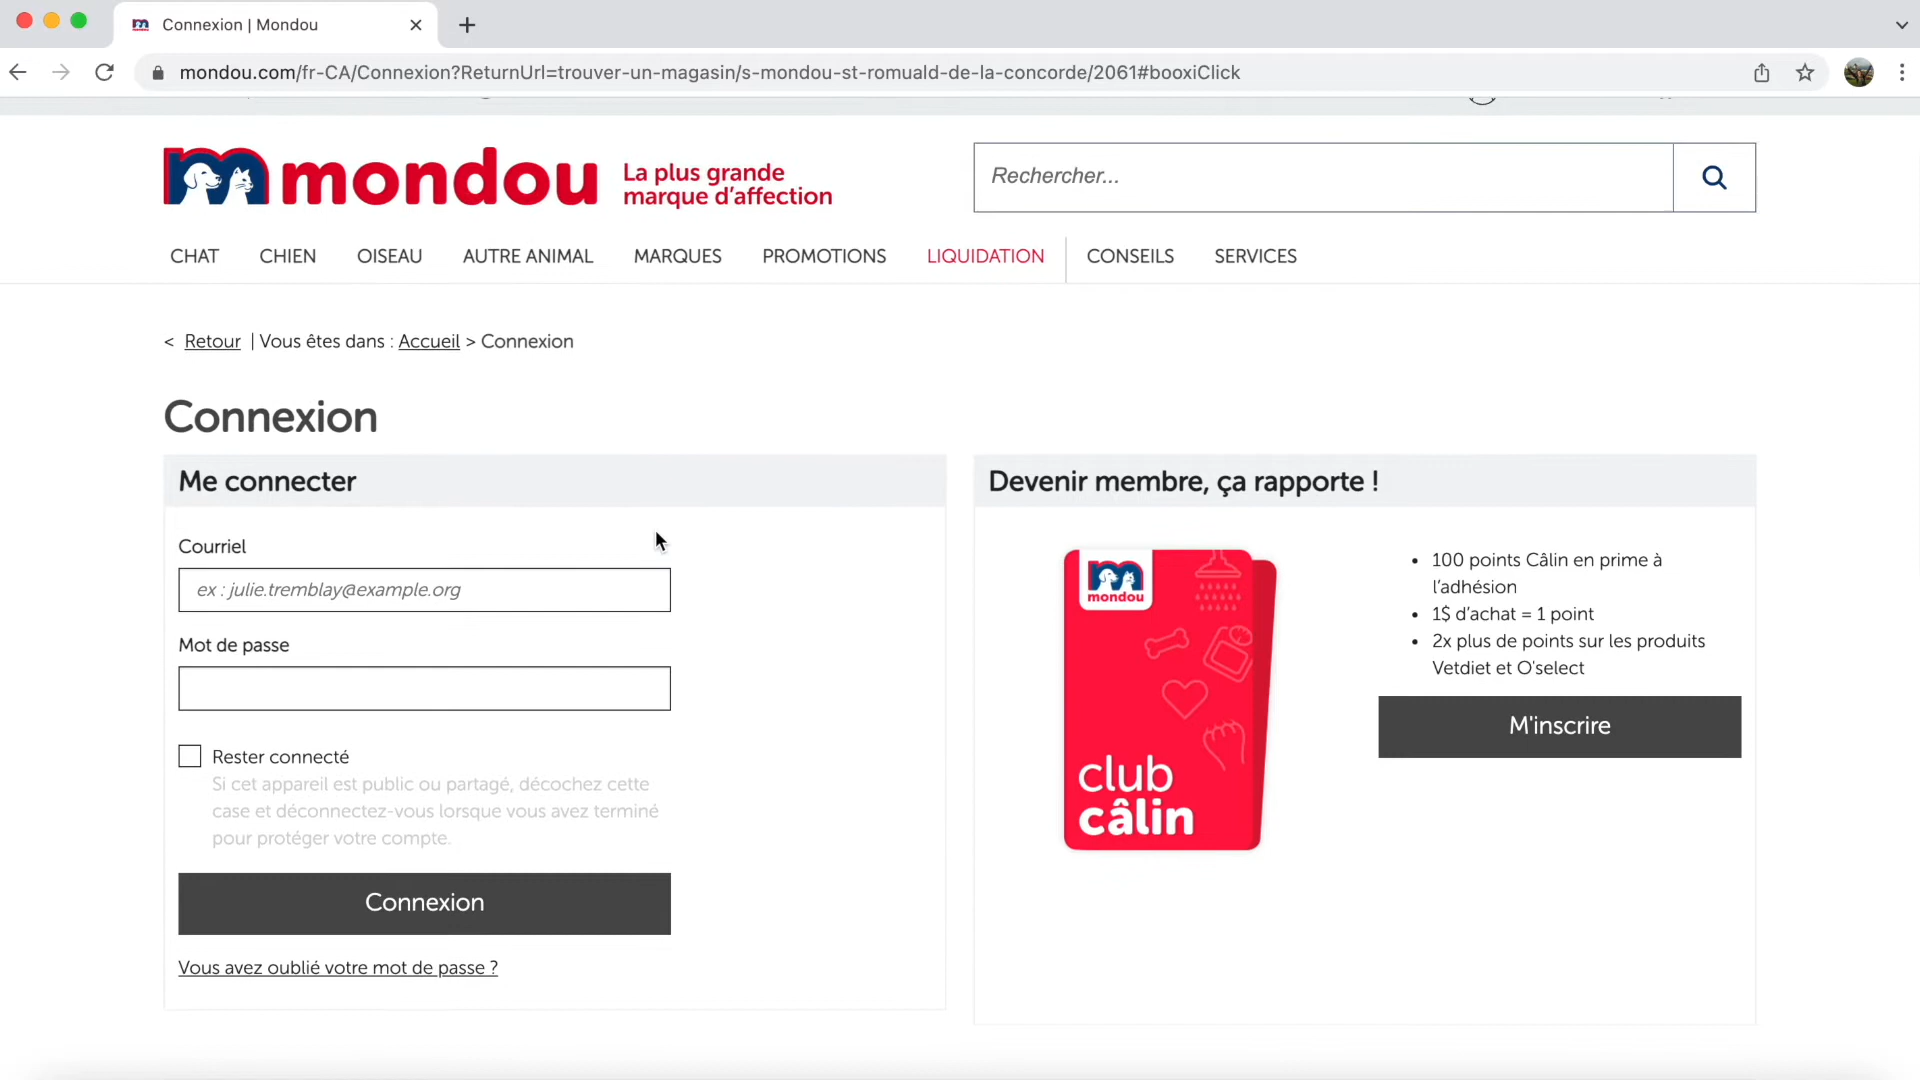 Connexion | Mondou
mondou.com/fr-CA/Connexion?ReturnUrl=trouver-un-magasin/s-mondou-st-romuald-de-la-concorde/2061#booxiClick
mondou
La plus grande
marque d'affection
Rechercher...
CHAT CHIEN OISEAU AUTRE ANIMAL MARQUES PROMOTIONS LIQUIDATION CONSEILS SERVICES
< Retour | Vous êtes dans : Accueil > Connexion
Connexion
Me connecter
Courriel
ex : julie.tremblay@example.org
Mot de passe
Rester connecté
Si cet appareil est public ou partagé, décochez cette
case et déconnectez-vous lorsque vous avez terminé
pour protéger votre compte.
Connexion
Vous avez oublié votre mot de passe ?
Devenir membre, ça rapporte !
mondou
club
câlin
• 100 points Câlin en prime à
l'adhésion
• 1$ d'achat = 1 point
• 2x plus de points sur les produits
Vetdiet et O'select
M'inscrire